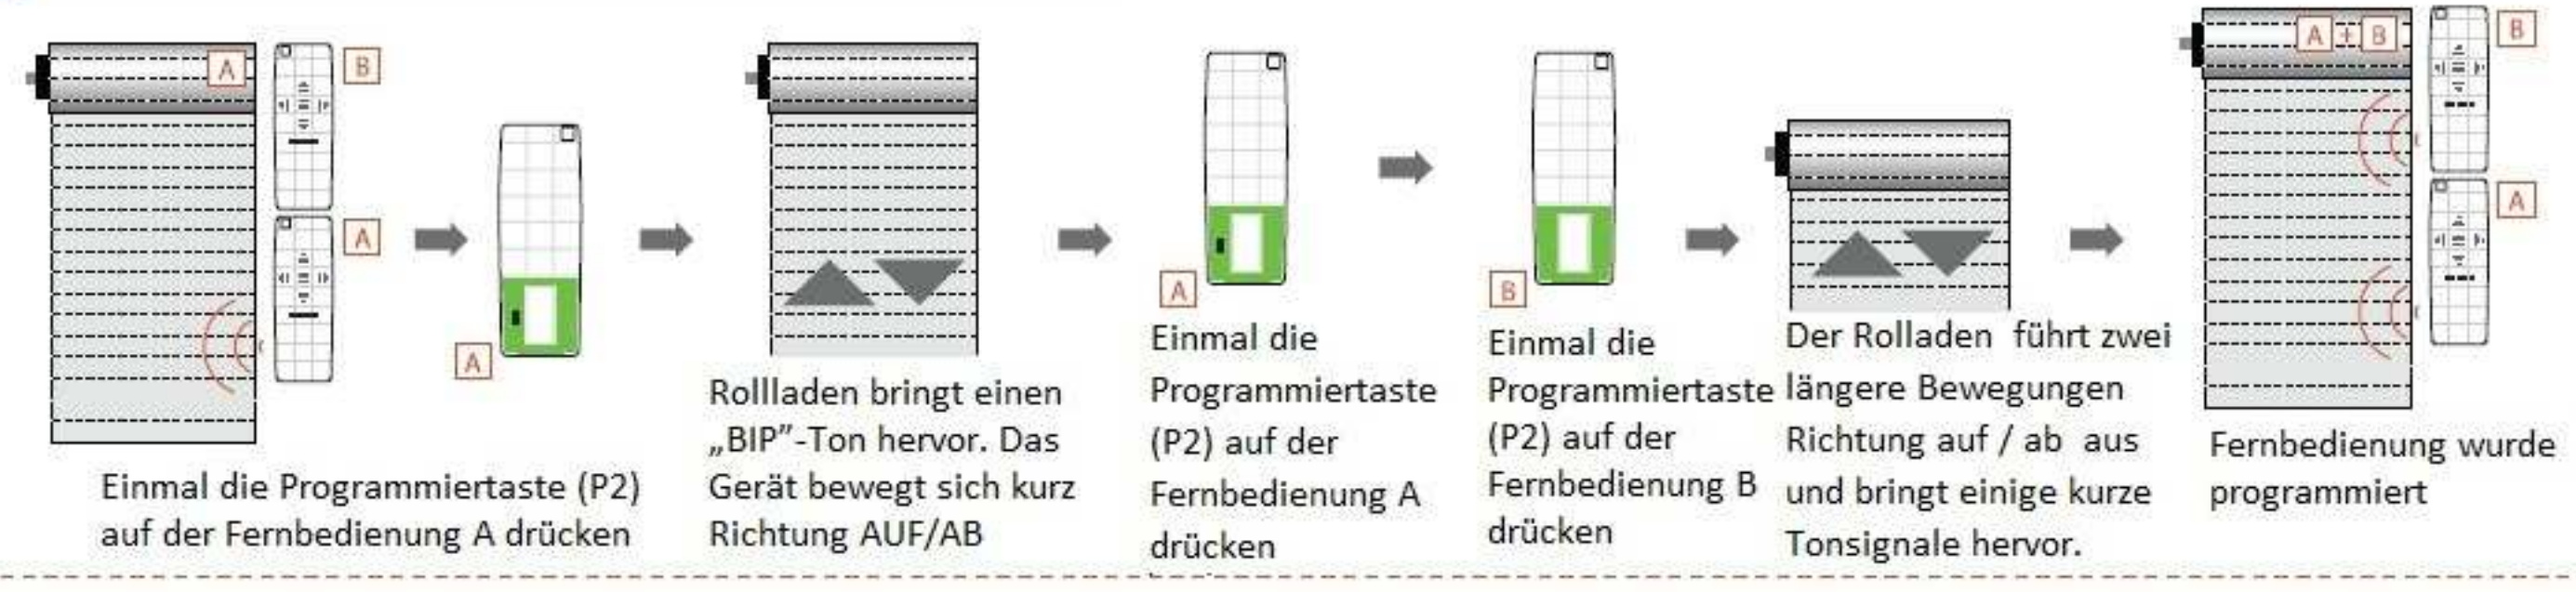 A
B
A
A
Einmal die Programmiertaste (P2)
auf der Fernbedienung A drücken
Rollladen bringt einen
„BIP”-Ton hervor. Das
Gerät bewegt sich kurz
Richtung AUF/AB
A
Einmal die
Programmiertaste
(P2) auf der
Fernbedienung A
drücken
B
Einmal die
Programmiertaste
(P2) auf der
Fernbedienung B
drücken
Der Rolladen führt zwei
längere Bewegungen
Richtung auf / ab aus
und bringt einige kurze
Tonsignale hervor.
A + B
B
A
Fernbedienung wurde
programmiert